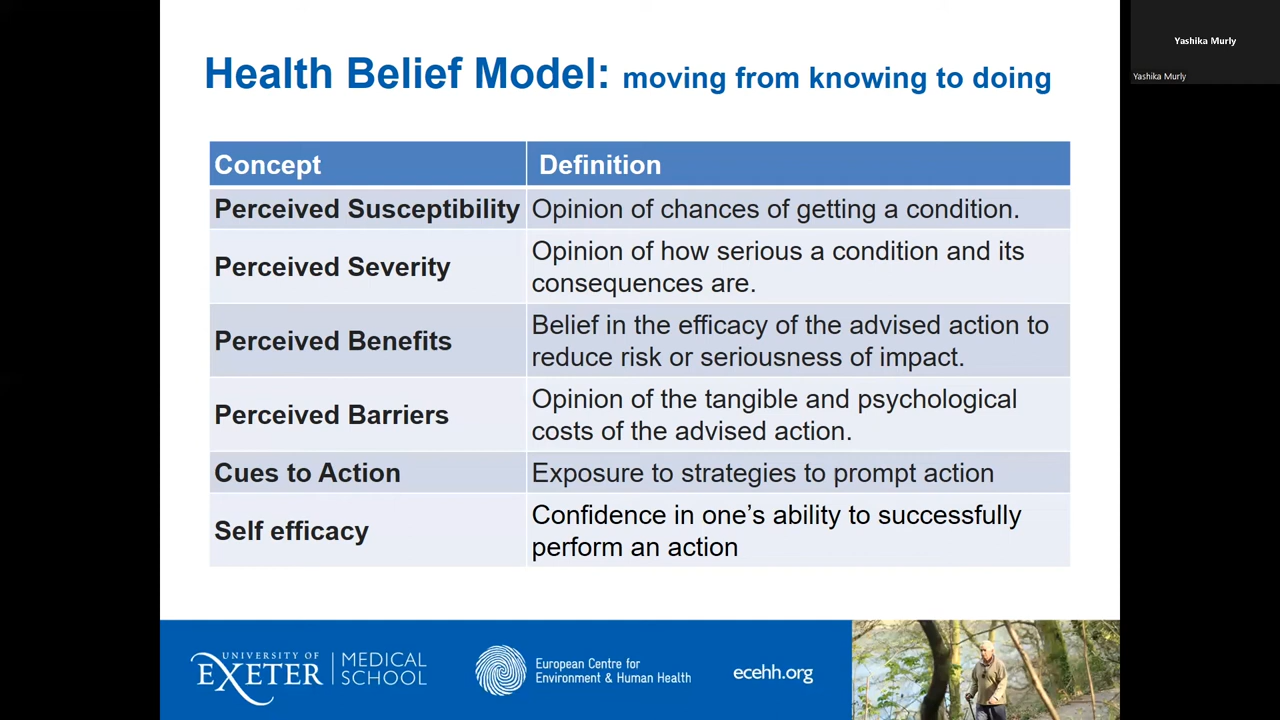 Health Belief Model: moving from knowing to doing
Yashika Murly
Yashika Murly
Concept
Definition
Perceived Susceptibility
Opinion of chances of getting a condition.
Perceived Severity
Opinion of how serious a condition and its
consequences are.
Perceived Benefits
Belief in the efficacy of the advised action to
reduce risk or seriousness of impact.
Perceived Barriers
Opinion of the tangible and psychological
costs of the advised action.
Cues to Action
Exposure to strategies to prompt action
Self efficacy
Confidence in one’s ability to successfully
perform an action
UNIVERSITY OF
EXETER
MEDICAL
SCHOOL
European Centre for
Environment & Human Health
ecehh.org